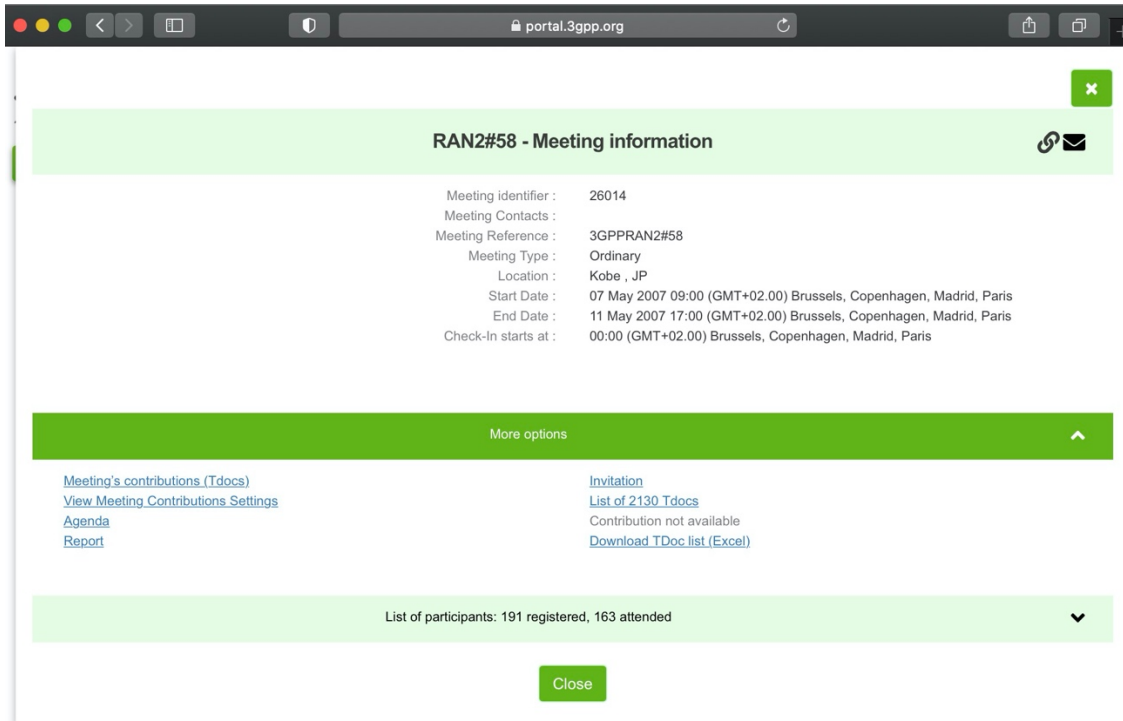 portal.3gpp.org
RAN2#58 - Meeting information
Meeting identifier : 26014
Meeting Contacts :
Meeting Reference : 3GPPRAN2#58
Meeting Type : Ordinary
Location : Kobe , JP
Start Date : 07 May 2007 09:00 (GMT+02.00) Brussels, Copenhagen, Madrid, Paris
End Date : 11 May 2007 17:00 (GMT+02.00) Brussels, Copenhagen, Madrid, Paris
Check-In starts at : 00:00 (GMT+02.00) Brussels, Copenhagen, Madrid, Paris
More options
Meeting's contributions (Tdocs) Invitation
View Meeting Contributions Settings List of 2130 Tdocs
Agenda Contribution not available
Report Download TDoc list (Excel)
List of participants: 191 registered, 163 attended
Close